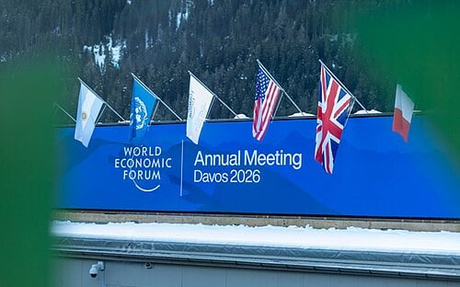 WORLD
ECONOMIC
FORUM
Annual Meeting
Davos 2026